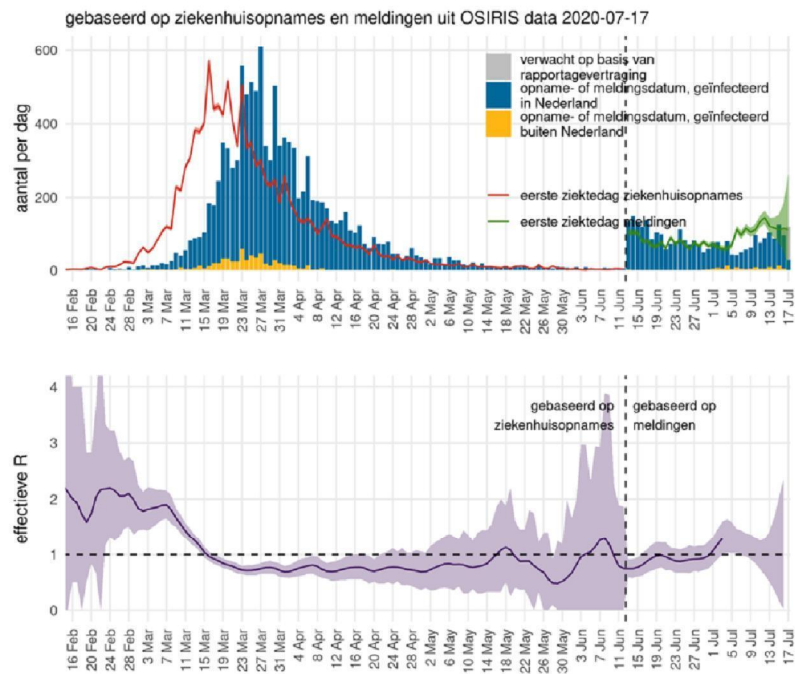 gebaseerd op ziekenhuisopnames en meldingen uit OSIRIS data 2020-07-17
600
400
200
0
aantal per dag
verwacht op basis van
rapportagevertraging
opname- of meldingsdatum, geïnfecteerd
in Nederland
opname- of meldingsdatum, geïnfecteerd
buiten Nederland
eerste ziektedag ziekenhuisopnames
eerste ziektedag meldingen
16 Feb
20 Feb
24 Feb
28 Feb
3 Mar
7 Mar
11 Mar
15 Mar
19 Mar
23 Mar
27 Mar
31 Mar
4 Apr
8 Apr
12 Apr
16 Apr
20 Apr
24 Apr
28 Apr
2 May
6 May
10 May
14 May
18 May
22 May
26 May
30 May
3 Jun
7 Jun
11 Jun
15 Jun
19 Jun
23 Jun
27 Jun
1 Jul
5 Jul
9 Jul
13 Jul
17 Jul
4
3
2
1
0
effectieve R
gebaseerd op
ziekenhuisopnames
gebaseerd op
meldingen
16 Feb
20 Feb
24 Feb
28 Feb
3 Mar
7 Mar
11 Mar
15 Mar
19 Mar
23 Mar
27 Mar
31 Mar
4 Apr
8 Apr
12 Apr
16 Apr
20 Apr
24 Apr
28 Apr
2 May
6 May
10 May
14 May
18 May
22 May
26 May
30 May
3 Jun
7 Jun
11 Jun
15 Jun
19 Jun
23 Jun
27 Jun
1 Jul
5 Jul
9 Jul
13 Jul
17 Jul